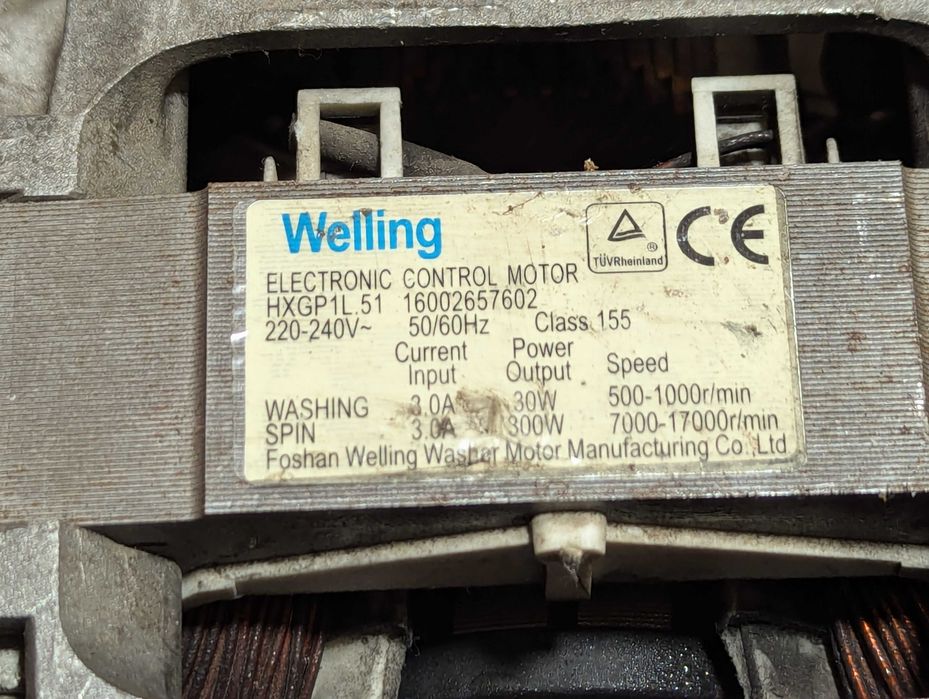 Welling
TÜVRheinland ®
CE
ELECTRONIC CONTROL MOTOR
HXGP1L.51 16002657602
220-240V~ 50/60Hz Class 155
Current Input Power Output Speed
WASHING 3.0A 30W 500-1000r/min
SPIN 3.0A 300W 7000-17000r/min
Foshan Welling Washer Motor Manufacturing Co.,Ltd